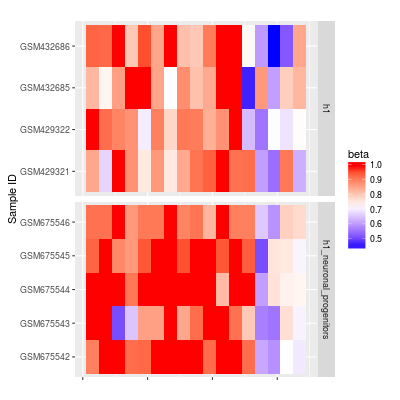 GSM432686
GSM432685
GSM429322
GSM429321
h1
GSM675546
GSM675545
GSM675544
GSM675543
GSM675542
h1_neuronal_progenitors
Sample ID
beta
1.0
0.9
0.8
0.7
0.6
0.5